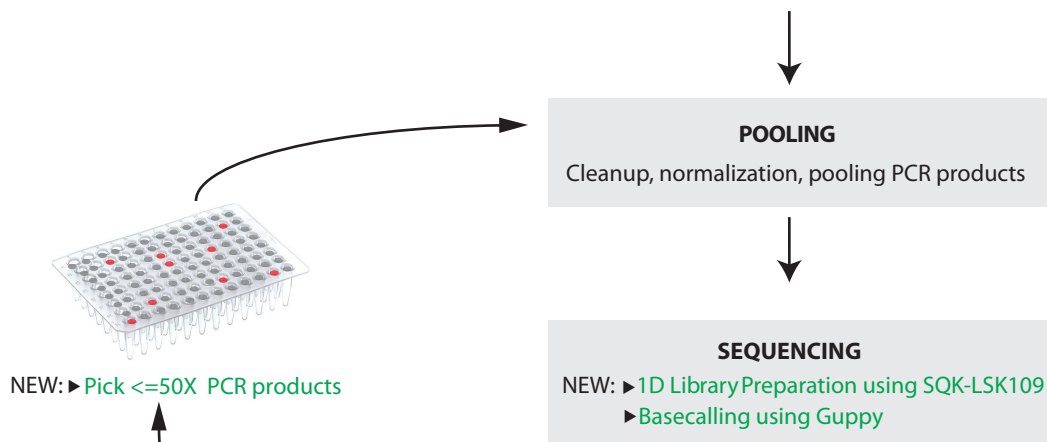 POOLING
Cleanup, normalization, pooling PCR products
NEW: ▶Pick <=50X PCR products
SEQUENCING
NEW: ▶1D Library Preparation using SQK-LSK109
▶Basecalling using Guppy